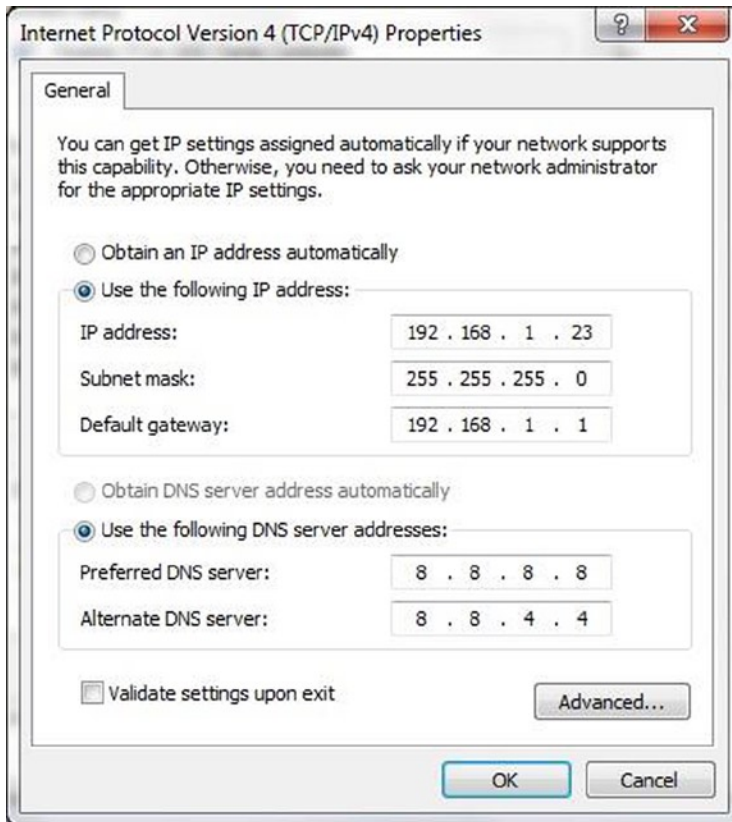 Internet Protocol Version 4 (TCP/IPv4) Properties
General
You can get IP settings assigned automatically if your network supports
this capability. Otherwise, you need to ask your network administrator
for the appropriate IP settings.
Obtain an IP address automatically
Use the following IP address:
IP address: 192 . 168 . 1 . 23
Subnet mask: 255 . 255 . 255 . 0
Default gateway: 192 . 168 . 1 . 1
Obtain DNS server address automatically
Use the following DNS server addresses:
Preferred DNS server: 8 . 8 . 8 . 8
Alternate DNS server: 8 . 8 . 4 . 4
Validate settings upon exit
Advanced...
OK Cancel